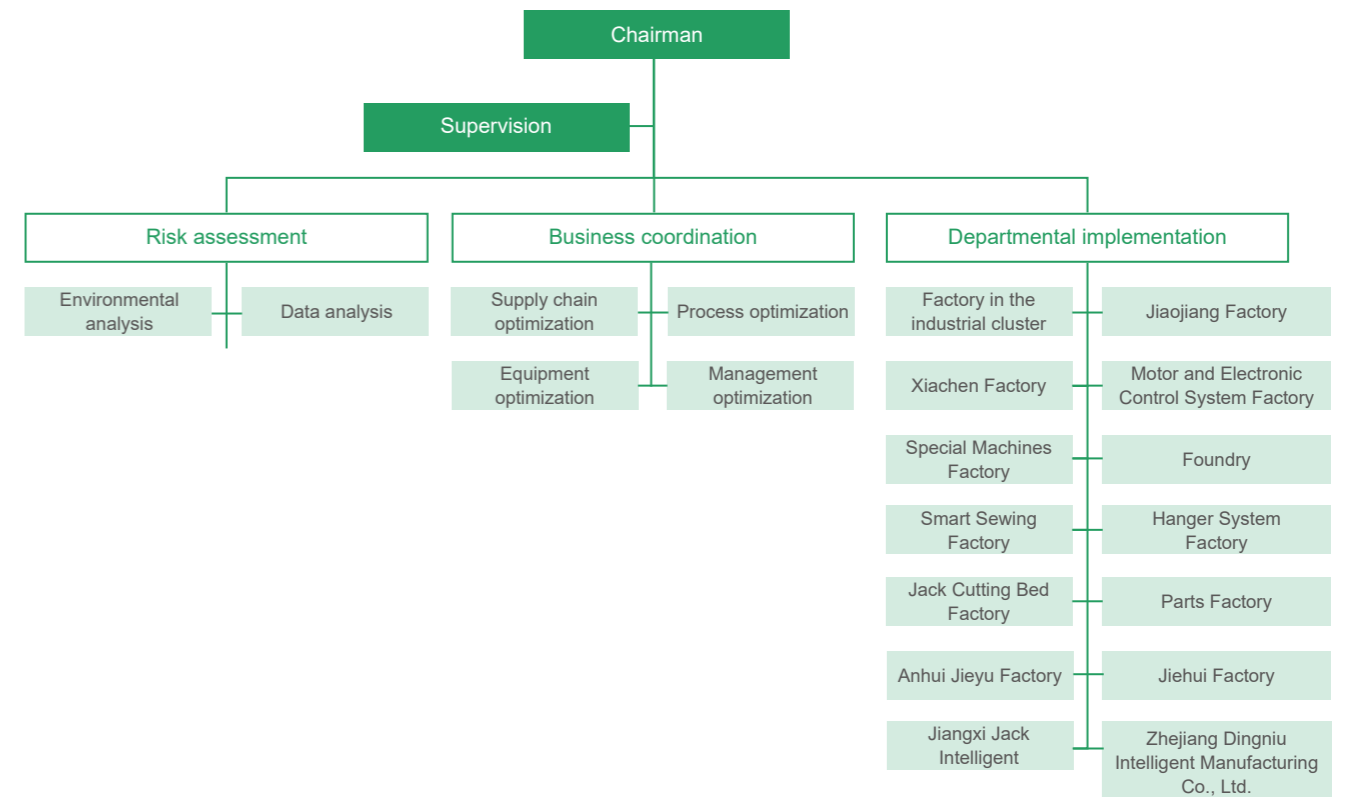 Chairman
Supervision
Risk assessment
Business coordination
Departmental implementation
Environmental
analysis
Data analysis
Supply chain
optimization
Process optimization
Equipment
optimization
Management
optimization
Factory in the
industrial cluster
Jiaojiang Factory
Xiachen Factory
Motor and Electronic
Control System Factory
Special Machines
Factory
Foundry
Smart Sewing
Factory
Hanger System
Factory
Jack Cutting Bed
Factory
Parts Factory
Anhui Jieyu Factory
Jiehui Factory
Jiangxi Jack
Intelligent
Zhejiang Dingniu
Intelligent Manufacturing
Co., Ltd.